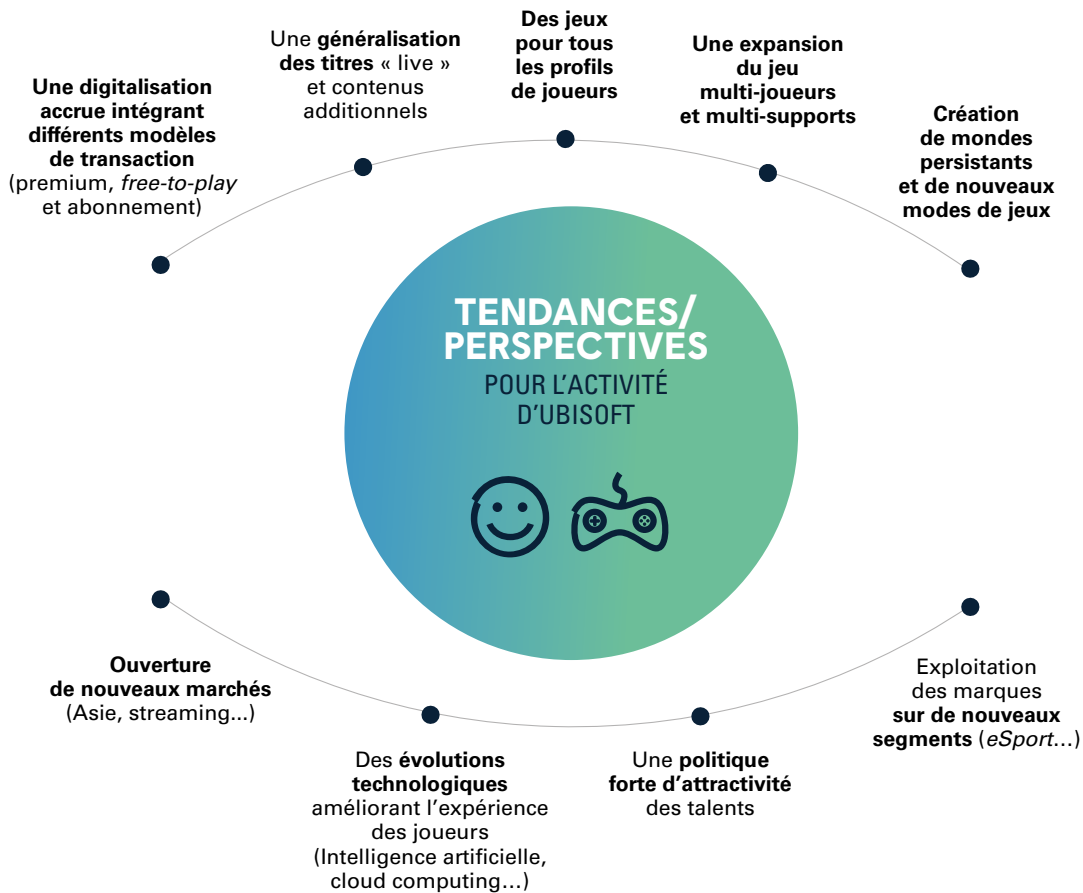 Une digitalisation
accrue intégrant
différents modèles
de transaction
(premium, free-to-play
et abonnement)
Une généralisation
des titres « live »
et contenus
additionnels
Des jeux
pour tous
les profils
de joueurs
Une expansion
du jeu
multi-joueurs
et multi-supports
Création
de mondes
persistants
et de nouveaux
modes de jeux
TENDANCES/
PERSPECTIVES
POUR L'ACTIVITÉ
D'UBISOFT
Ouverture
de nouveaux marchés
(Asie, streaming...)
Des évolutions
technologiques
améliorant l'expérience
des joueurs
(Intelligence artificielle,
cloud computing…)
Une politique
forte d'attractivité
des talents
Exploitation
des marques
sur de nouveaux
segments (eSport…)